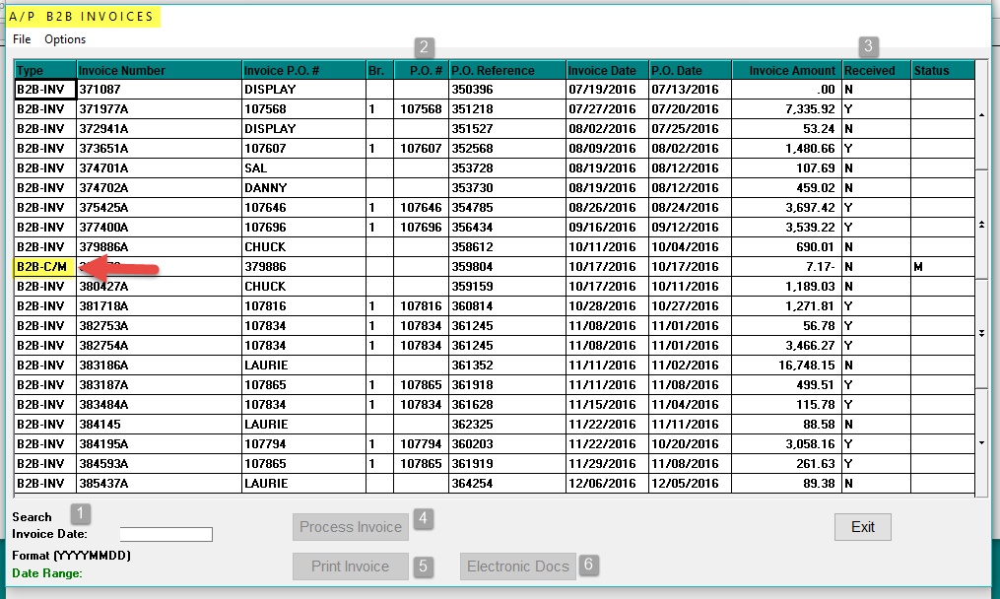 A/P B2B INVOICES
File Options
2 3
Type Invoice Number Invoice P.O. # Br. P.O. # P.O. Reference Invoice Date P.O. Date Invoice Amount Received Status
B2B-INV 371087 DISPLAY 350396 07/19/2016 07/13/2016 .00 N
B2B-INV 371977A 107568 1 107568 351218 07/27/2016 07/20/2016 7,335.92 Y
B2B-INV 372941A DISPLAY 351527 08/02/2016 07/25/2016 53.24 N
B2B-INV 373651A 107607 1 107607 352568 08/09/2016 08/02/2016 1,480.66 Y
B2B-INV 374701A SAL 353728 08/19/2016 08/12/2016 107.69 N
B2B-INV 374702A DANNY 353730 08/19/2016 08/12/2016 459.02 N
B2B-INV 375425A 107646 1 107646 354785 08/26/2016 08/24/2016 3,697.42 Y
B2B-INV 377400A 107696 1 107696 356434 09/16/2016 09/12/2016 3,539.22 Y
B2B-INV 379886A CHUCK 358612 10/11/2016 10/04/2016 690.01 N
B2B-C/M 379886 359804 10/17/2016 10/17/2016 7.17- N M
B2B-INV 380427A CHUCK 359159 10/17/2016 10/11/2016 1,189.03 N
B2B-INV 381718A 107816 1 107816 360814 10/28/2016 10/27/2016 1,271.81 Y
B2B-INV 382753A 107834 1 107834 361245 11/08/2016 11/01/2016 56.78 Y
B2B-INV 382754A 107834 1 107834 361245 11/08/2016 11/01/2016 3,466.27 Y
B2B-INV 383186A LAURIE 361352 11/11/2016 11/02/2016 16,748.15 N
B2B-INV 383187A 107865 1 107865 361918 11/11/2016 11/08/2016 499.51 Y
B2B-INV 383484A 107834 1 107834 361628 11/15/2016 11/04/2016 115.78 Y
B2B-INV 384145 LAURIE 362325 11/22/2016 11/11/2016 88.58 N
B2B-INV 384195A 107794 1 107794 360203 11/22/2016 10/20/2016 3,058.16 Y
B2B-INV 384593A 107865 1 107865 361919 11/29/2016 11/08/2016 261.63 Y
B2B-INV 385437A LAURIE 364254 12/06/2016 12/05/2016 89.38 N
Search 1
Invoice Date:
Process Invoice 4
Exit
Format (YYYYMMDD)
Date Range:
Print Invoice 5 Electronic Docs 6